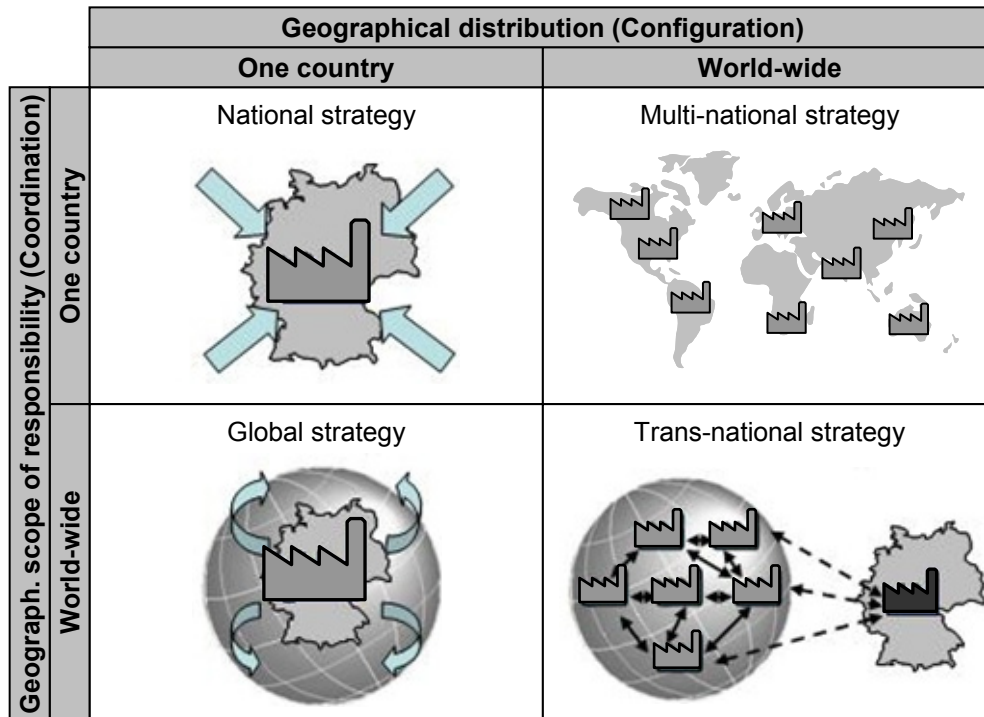 Geographical distribution (Configuration)
One country
World-wide
Geograph. scope of responsibility (Coordination)
One country
National strategy
Multi-national strategy
World-wide
Global strategy
Trans-national strategy